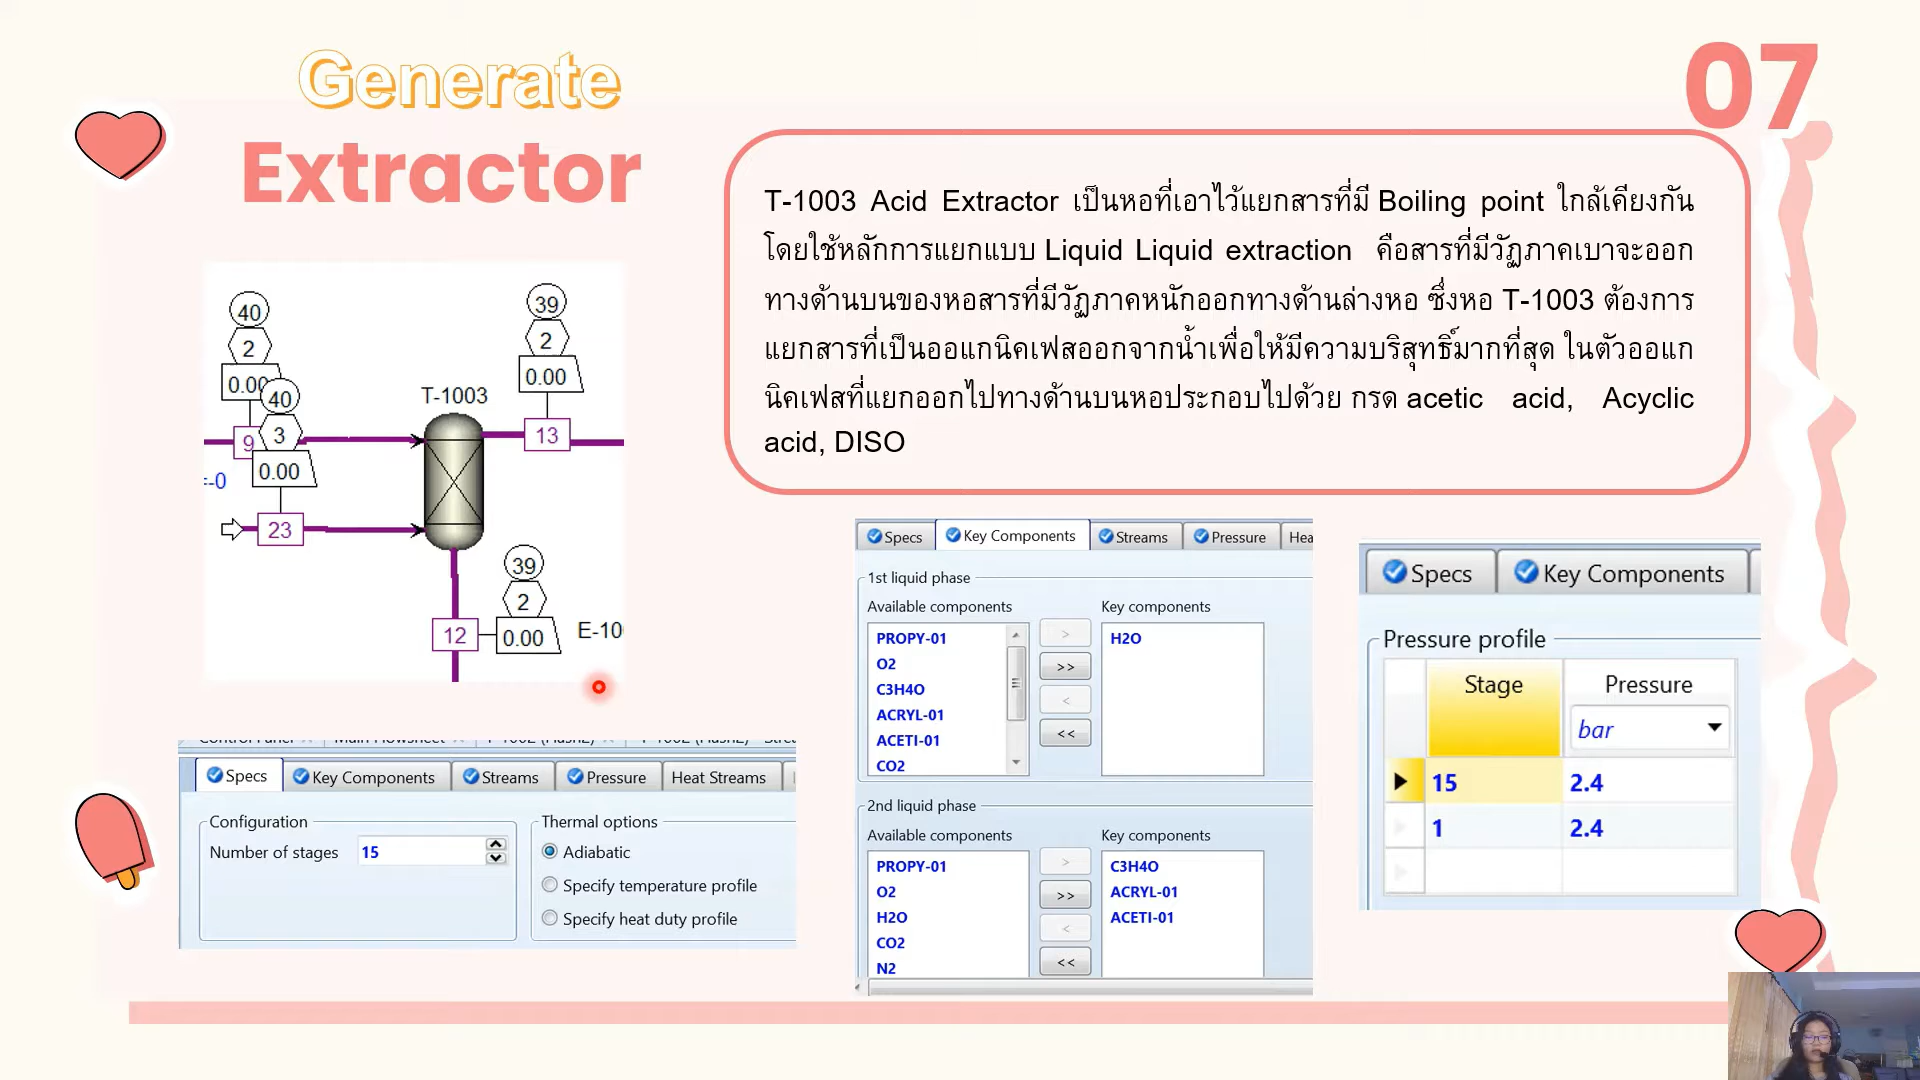 Generate
Extractor
07
T-1003 Acid Extractor เป็นหอที่เอาไว้แยกสารที่มี Boiling point ใกล้เคียงกัน
โดยใช้หลักการแยกแบบ Liquid Liquid extraction คือสารที่มีวัฏภาคเบาจะออก
ทางด้านบนของหอสารที่มีวัฏภาคหนักออกทางด้านล่างหอ ซึ่งหอ T-1003 ต้องการ
แยกสารที่เป็นออแกนิคเฟสออกจากน้ำเพื่อให้มีความบริสุทธิ์มากที่สุด ในตัวออแก
นิคเฟสที่แยกออกไปทางด้านบนหอประกอบไปด้วย กรด acetic acid, Acyclic
acid, DISO
40
2
0.00
40
3
0.00
9
=-0
23
T-1003
39
2
0.00
13
39
2
0.00
12
E-10
Specs
Key Components
Streams
Pressure
Heat Streams
Configuration
Number of stages 15
Thermal options
Adiabatic
Specify temperature profile
Specify heat duty profile
Specs
Key Components
Streams
Pressure
Hea
1st liquid phase
Available components
Key components
PROPY-01
O2
C3H4O
ACRYL-01
ACETI-01
CO2
>
>>
<
<<
H2O
2nd liquid phase
Available components
Key components
PROPY-01
O2
H2O
CO2
N2
>
>>
<
<<
C3H4O
ACRYL-01
ACETI-01
Specs
Key Components
Pressure profile
Stage
Pressure
bar
15 2.4
1 2.4